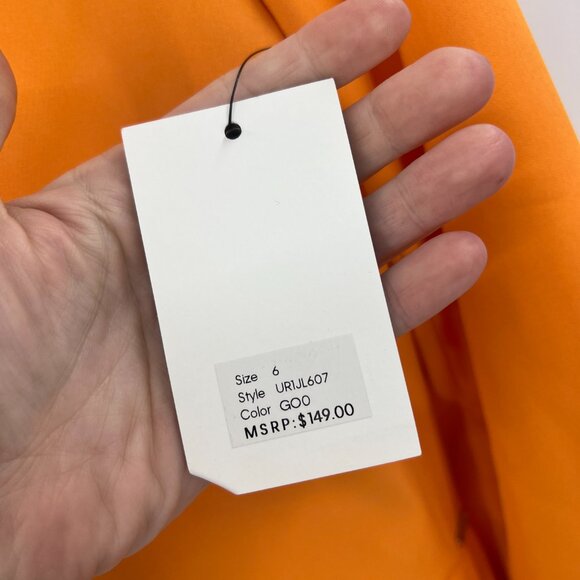 Size 6
Style UR1JL607
Color GO0
MSRP:$149.00